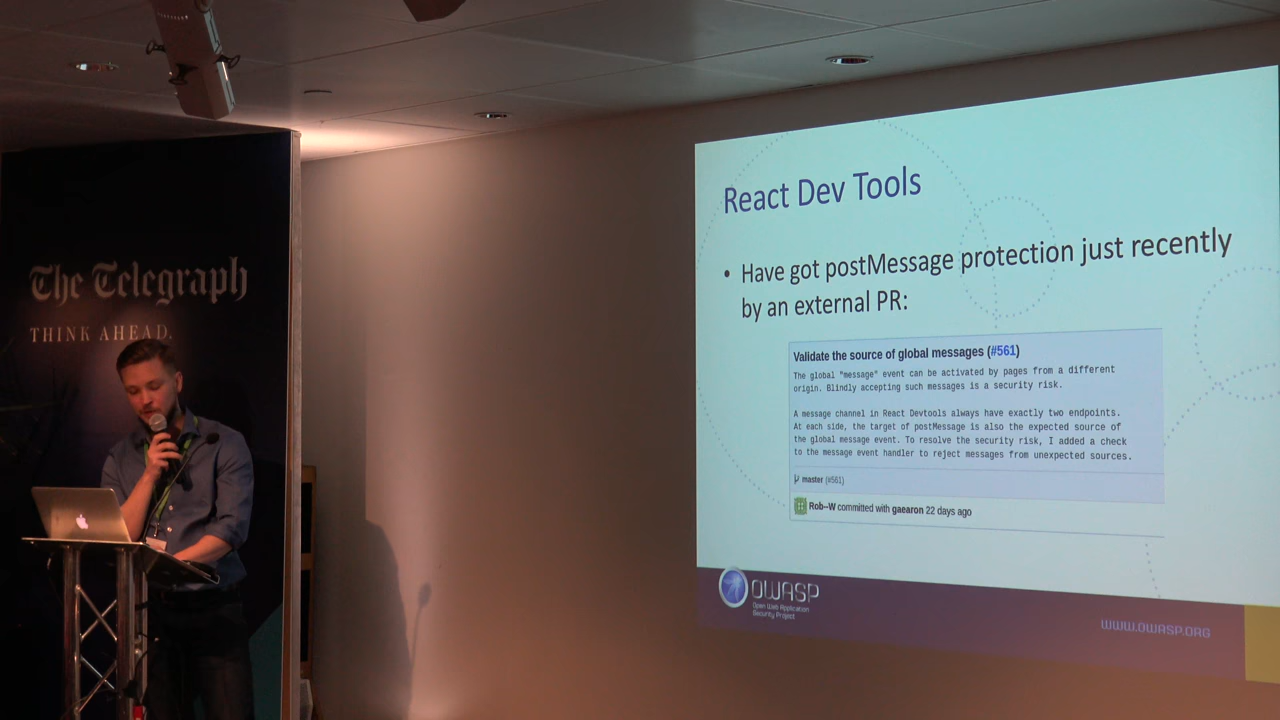 The Telegraph
THINK AHEAD.
React Dev Tools
• Have got postMessage protection just recently
by an external PR:
Validate the source of global messages (#561)
The global "message" event can be activated by pages from a different
origin. Blindly accepting such messages is a security risk.
A message channel in React Devtools always have exactly two endpoints.
At each side, the target of postMessage is also the expected source of
the global message event. To resolve the security risk, I added a check
to the message event handler to reject messages from unexpected sources.
master (#561)
Rob--W committed with gaearon 22 days ago
OWASP
Open Web Application
Security Project
WWW.OWASP.ORG